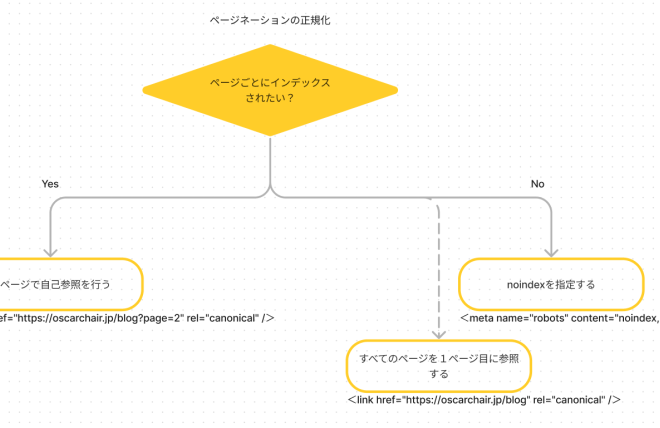 ページネーションの正規化
ページごとにインデックス
されたい？
Yes
No
ページで自己参照を行う
noindexを指定する
ef="https://oscarchair.jp/blog?page=2" rel="canonical" />
<meta name="robots" content="noindex,
すべてのページを１ページ目に参照
する
<link href="https://oscarchair.jp/blog" rel="canonical" />